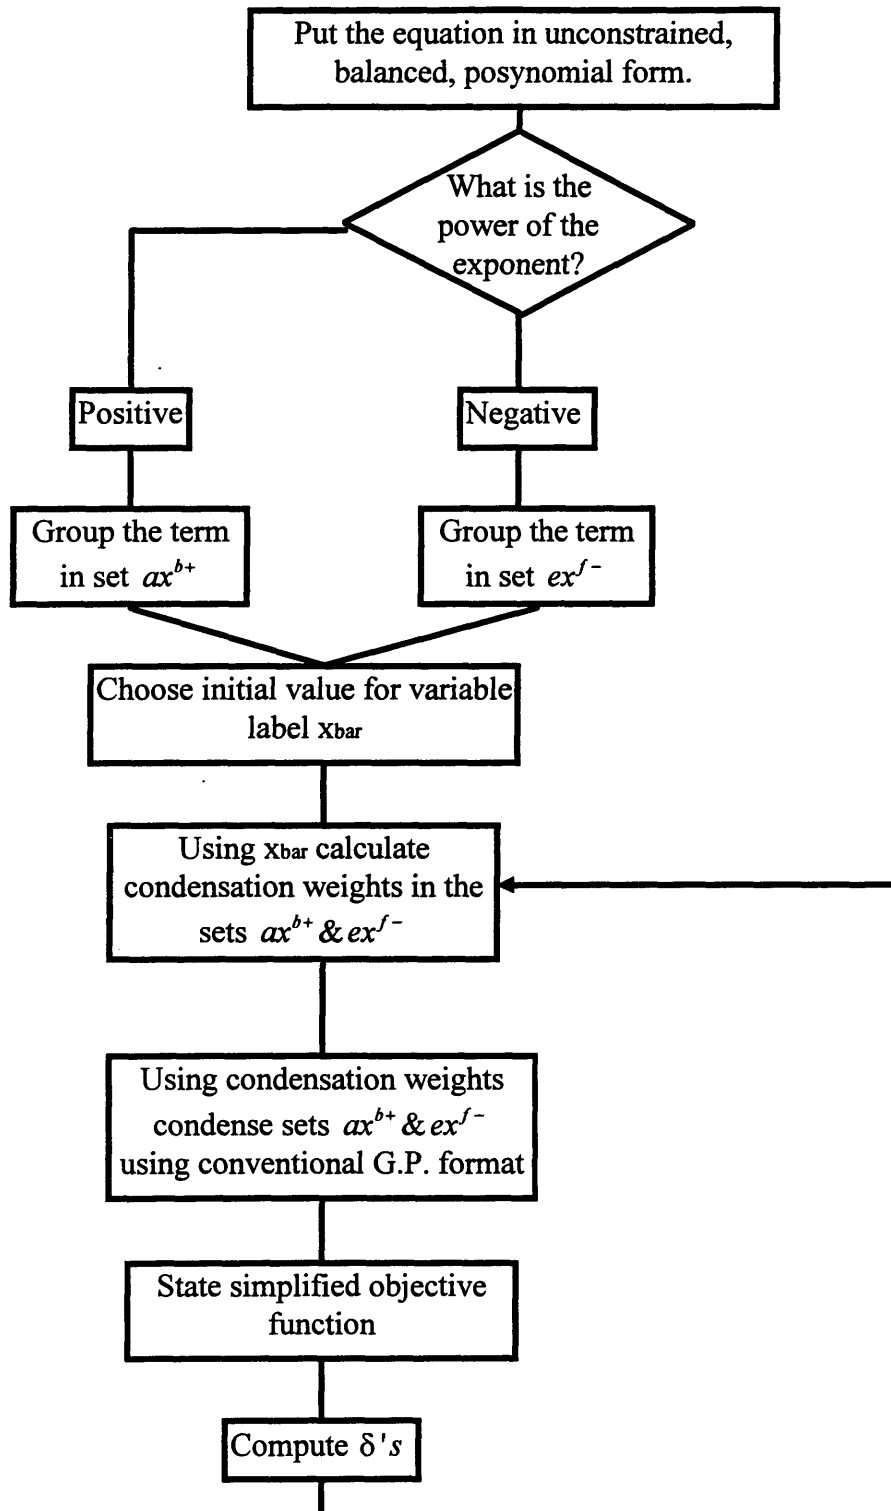 Put the equation in unconstrained,
balanced, posynomial form.
What is the
power of the
exponent?
Positive
Negative
Group the term
in set ax^{b+}
Group the term
in set ex^{f-}
Choose initial value for variable
label xbar
Using xbar calculate
condensation weights in the
sets ax^{b+} & ex^{f-}
Using condensation weights
condense sets ax^{b+} & ex^{f-}
using conventional G.P. format
State simplified objective
function
Compute δ's